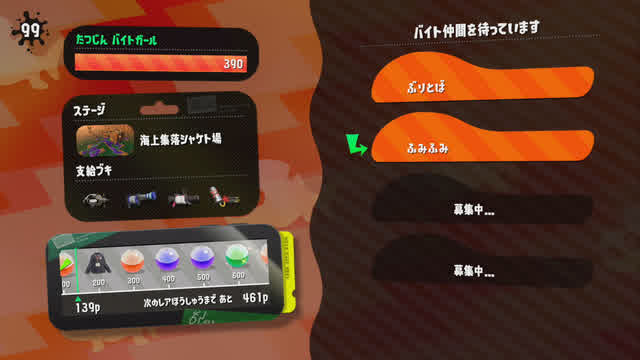 99
たつじん バイトガール
390
ステージ
海上集落シャケト場
支給ブキ
200
300
400
500
600
139p
次のレアほうしゅうまで あと 461p
バイト仲間を待っています
ぶりとば
ふみふみ
募集中...
募集中...